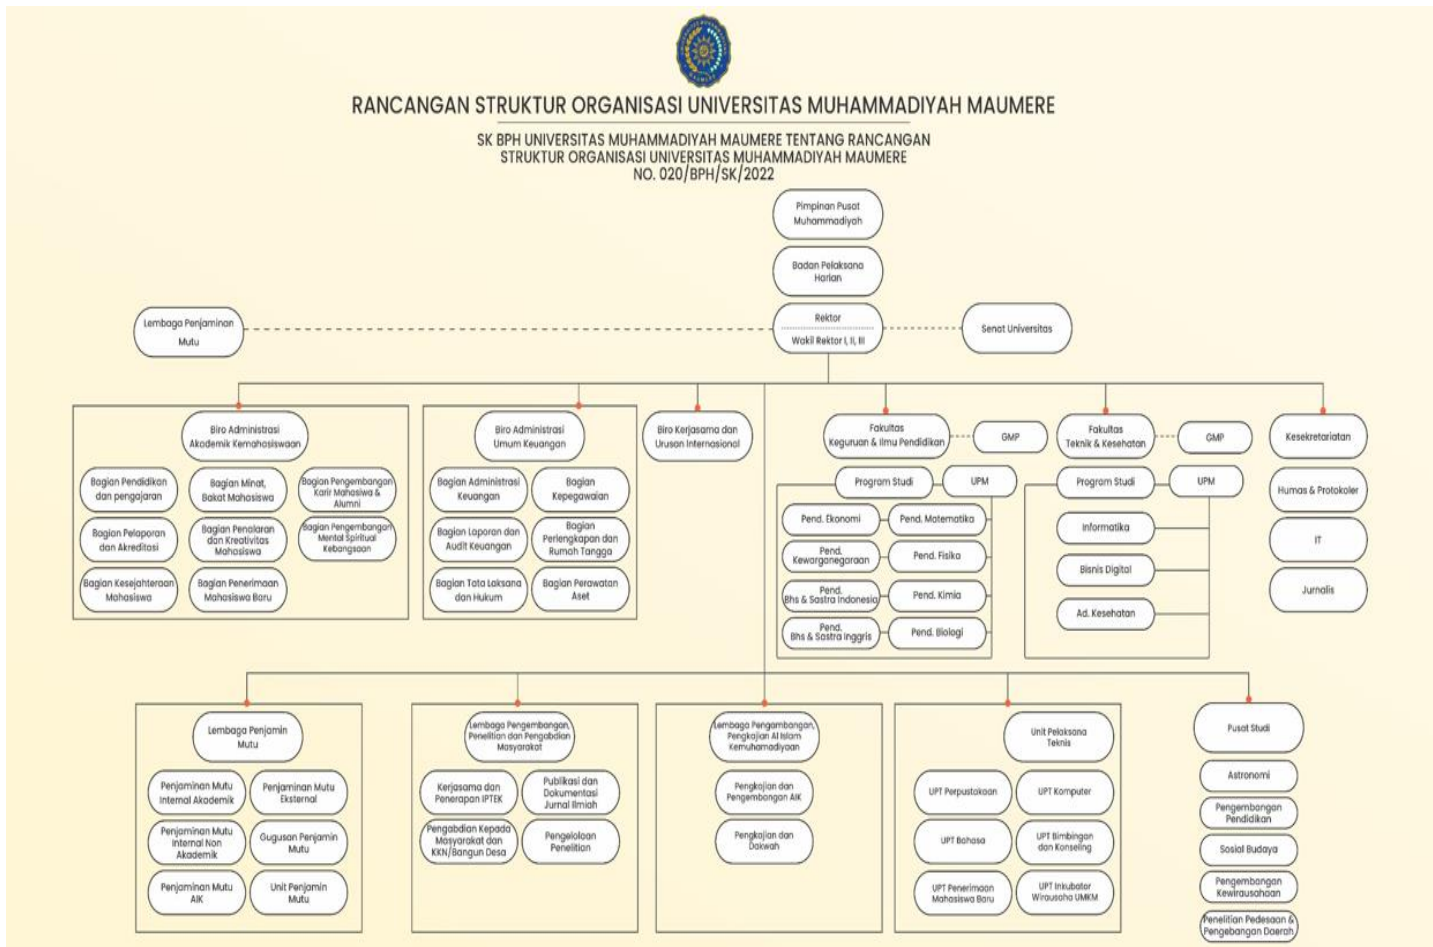 RANCANGAN STRUKTUR ORGANISASI UNIVERSITAS MUHAMMADIYAH MAUMERE
SK BPH UNIVERSITAS MUHAMMADIYAH MAUMERE TENTANG RANCANGAN
STRUKTUR ORGANISASI UNIVERSITAS MUHAMMADIYAH MAUMERE
NO. 020/BPH/SK/2022
Pimpinan Pusat
Muhammadiyah
Badan Pelaksana
Harian
Lembaga Penjaminan
Mutu
Rektor
Wakil Rektor I, II, III
Senat Universitas
Biro Administrasi
Akademik Kemahasiswaan
Bagian Pendidikan
dan pengajaran
Bagian Minat,
Bakat Mahasiswa
Bagian Pengembangan
Karir Mahasiwa &
Alumni
Bagian Pelaporan
dan Akreditasi
Bagian Penalaran
dan Kreativitas
Mahasiswa
Bagian Pengembangan
Mental Spiritual
Kebangsaan
Bagian Kesejahteraan
Mahasiswa
Bagian Penerimaan
Mahasiswa Baru
Biro Administrasi
Umum Keuangan
Bagian Administrasi
Keuangan
Bagian
Kepegawaian
Bagian Laporan dan
Audit Keuangan
Bagian
Perlengkapan dan
Rumah Tangga
Bagian Tata Laksana
dan Hukum
Bagian Perawatan
Aset
Biro Kerjasama dan
Urusan Internasional
Fakultas
Keguruan & Ilmu Pendidikan
GMP
Program Studi
UPM
Pend. Ekonomi
Pend. Matematika
Pend.
Kewarganegaraan
Pend. Fisika
Pend.
Bhs & Sastra Indonesia
Pend. Kimia
Pend.
Bhs & Sastra Inggris
Pend. Biologi
Fakultas
Teknik & Kesehatan
GMP
Program Studi
UPM
Informatika
Bisnis Digital
Ad. Kesehatan
Kesekretariatan
Humas & Protokoler
IT
Jurnalis
Lembaga Penjamin
Mutu
Penjaminan Mutu
Internal Akademik
Penjaminan Mutu
Eksternal
Penjaminan Mutu
Internal Non
Akademik
Gugusan Penjamin
Mutu
Penjaminan Mutu
AIK
Unit Penjamin
Mutu
Lembaga Pengembangan,
Penelitian dan Pengabdian
Masyarakat
Kerjasama dan
Penerapan IPTEK
Publikasi dan
Dokumentasi
Jurnal Ilmiah
Pengabdian Kepada
Masyarakat dan
KKN/Bangun Desa
Pengelolaan
Penelitian
Lembaga Pengambangan,
Pengkajian Al Islam
Kemuhamadiyaan
Pengkajian dan
Pengembangan AIK
Pengkajian dan
Dakwah
Unit Pelaksana
Teknis
UPT Perpustakaan
UPT Komputer
UPT Bahasa
UPT Bimbingan
dan Konseling
UPT Penerimaan
Mahasiswa Baru
UPT Inkubator
Wirausaha UMKM
Pusat Studi
Astronomi
Pengembangan
Pendidikan
Sosial Budaya
Pengembangan
Kewirausahaan
Penelitian Pedesaan &
Pengebangan Daerah